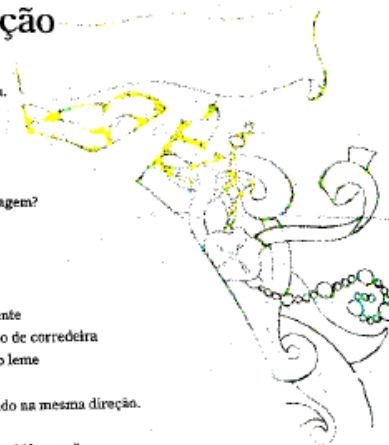 ção
agem?
ente
o de corredeira
o leme
do na mesma direção.